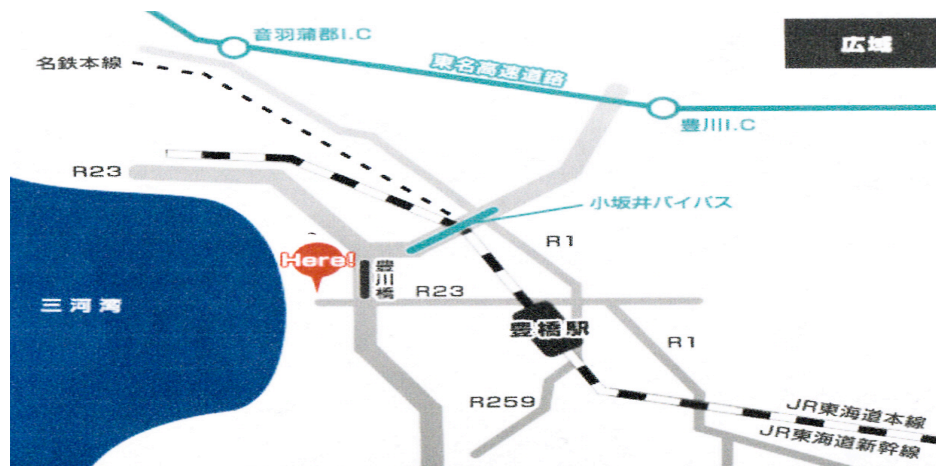 音羽蒲郡I.C
広域
名鉄本線
東名高速道路
豊川I.C
R23
小坂井バイパス
R1
Here!
豊川橋
R23
三河湾
豊橋駅
R1
R259
JR東海道本線
JR東海道新幹線